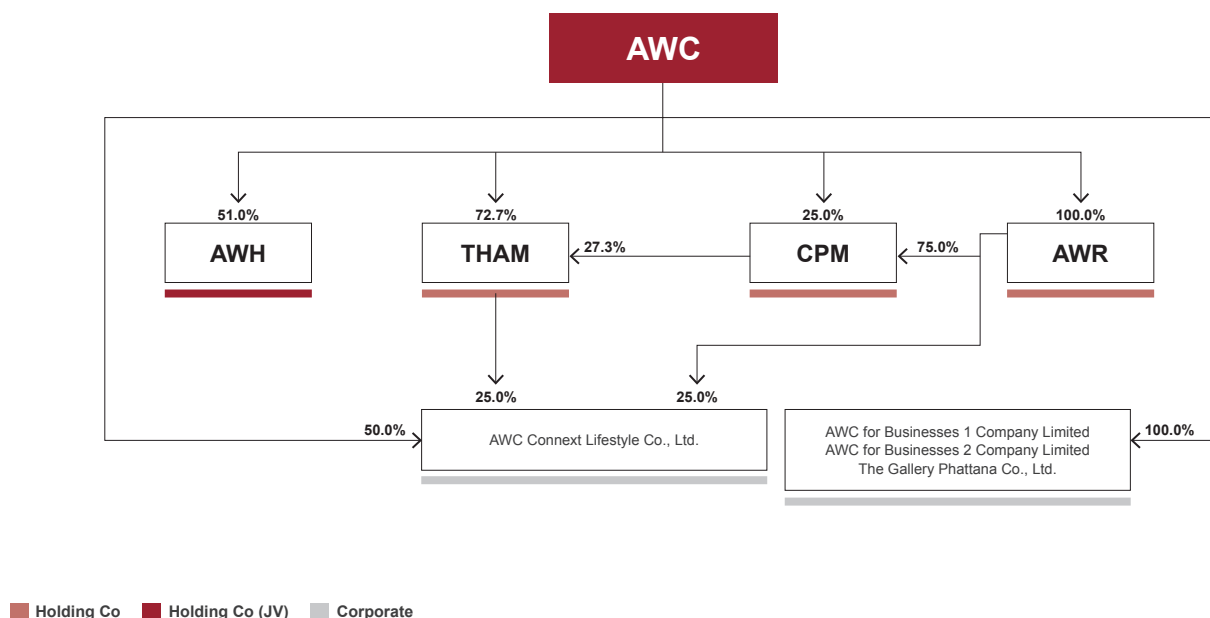 AWC
51.0%
72.7%
25.0%
100.0%
AWH
THAM
27.3%
CPM
75.0%
AWR
25.0%
25.0%
50.0%
AWC Connext Lifestyle Co., Ltd.
AWC for Businesses 1 Company Limited
AWC for Businesses 2 Company Limited
The Gallery Phattana Co., Ltd.
100.0%
Holding Co
Holding Co (JV)
Corporate